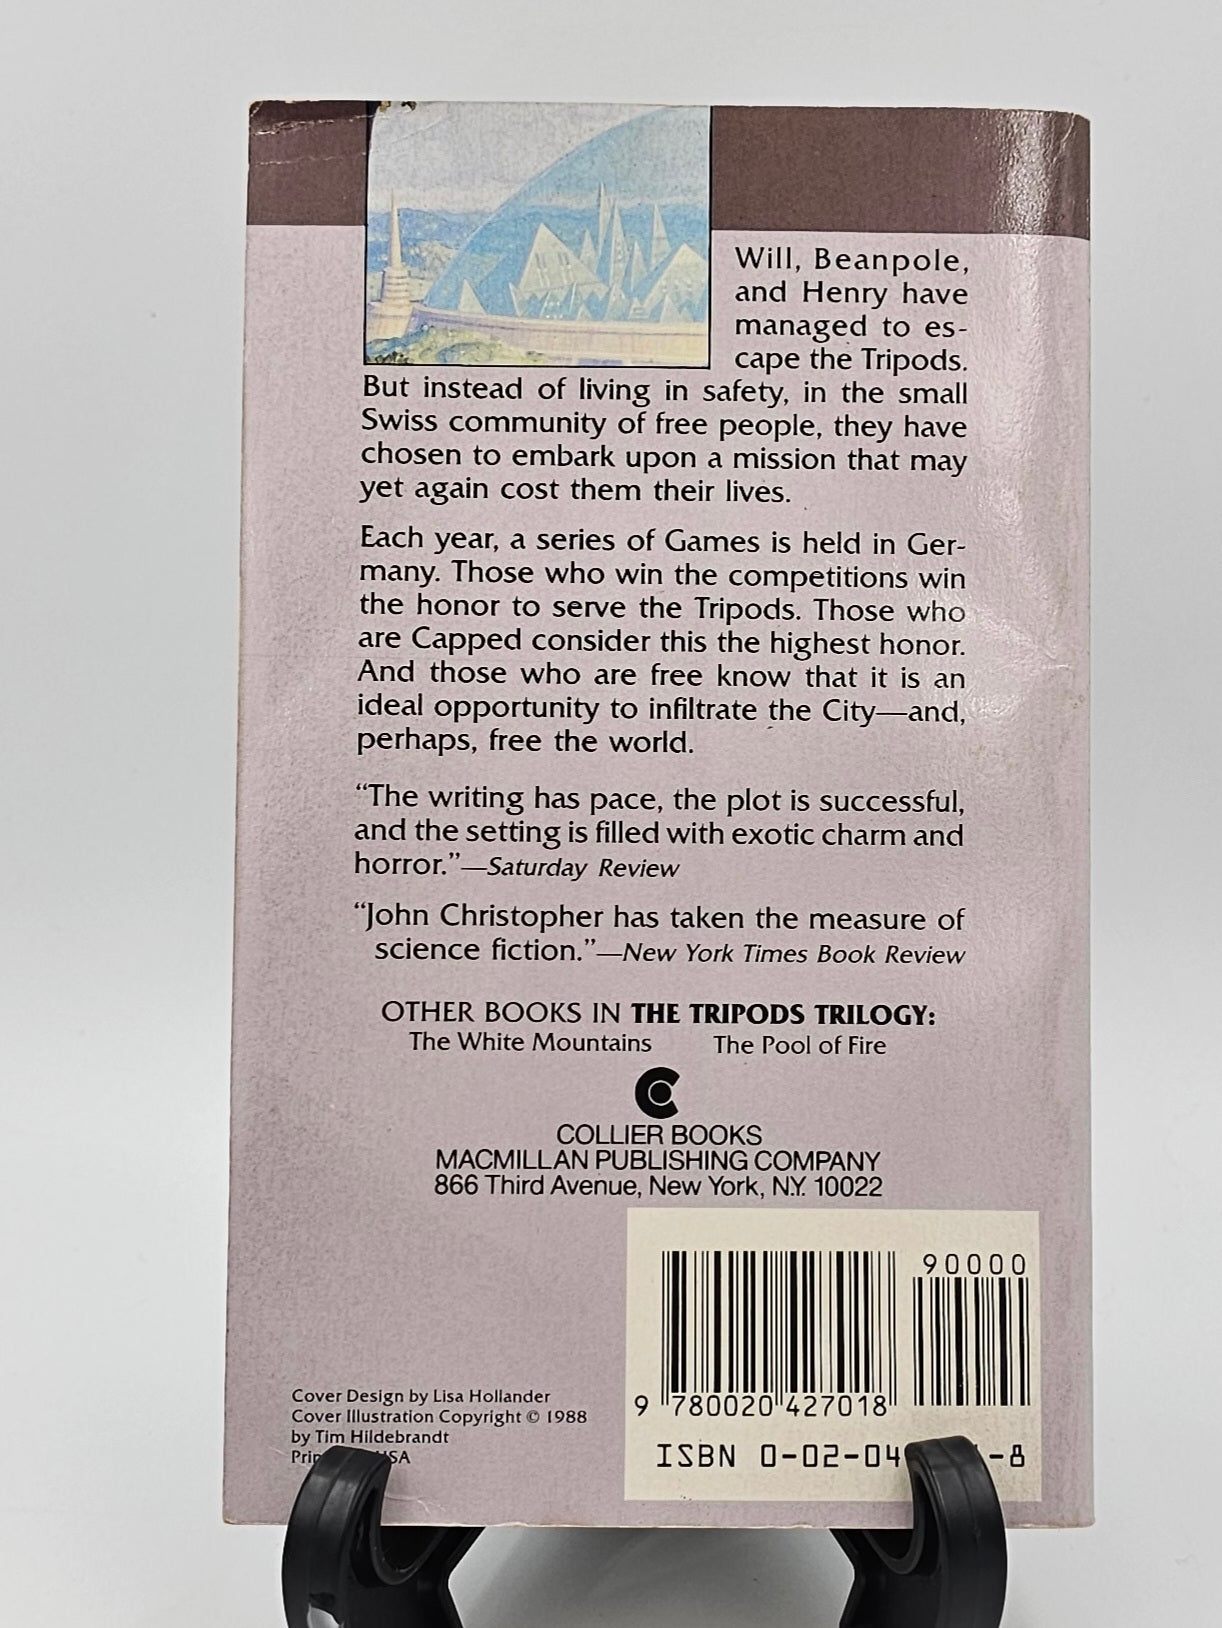 Will, Beanpole,
and Henry have
managed to es-
cape the Tripods.
But instead of living in safety, in the small
Swiss community of free people, they have
chosen to embark upon a mission that may
yet again cost them their lives.
Each year, a series of Games is held in Ger-
many. Those who win the competitions win
the honor to serve the Tripods. Those who
are Capped consider this the highest honor.
And those who are free know that it is an
ideal opportunity to infiltrate the City—and,
perhaps, free the world.
“The writing has pace, the plot is successful,
and the setting is filled with exotic charm and
horror.”—Saturday Review
“John Christopher has taken the measure of
science fiction.”—New York Times Book Review
OTHER BOOKS IN THE TRIPODS TRILOGY:
The White Mountains The Pool of Fire
COLLIER BOOKS
MACMILLAN PUBLISHING COMPANY
866 Third Avenue, New York, N.Y. 10022
90000
9 780020 427018
ISBN 0-02-04 -8
Cover Design by Lisa Hollander
Cover Illustration Copyright © 1988
by Tim Hildebrandt